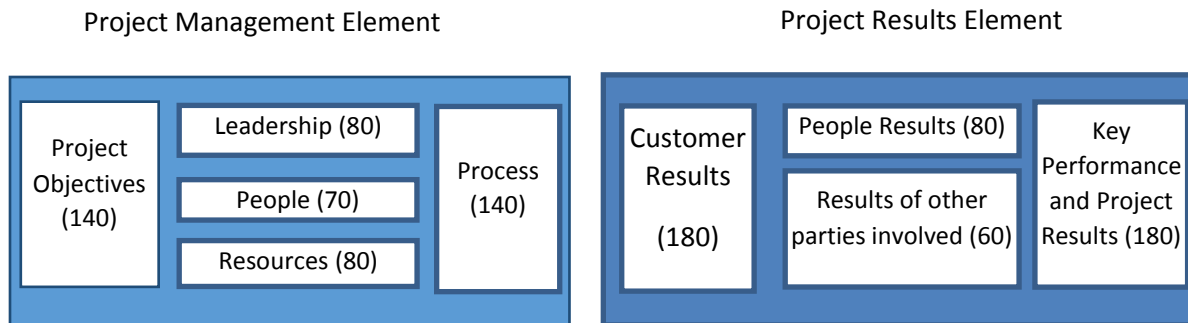 Project Management Element
Project
Objectives
(140)
Leadership (80)
People (70)
Resources (80)
Process
(140)
Project Results Element
Customer
Results
(180)
People Results (80)
Results of other
parties involved (60)
Key
Performance
and Project
Results (180)